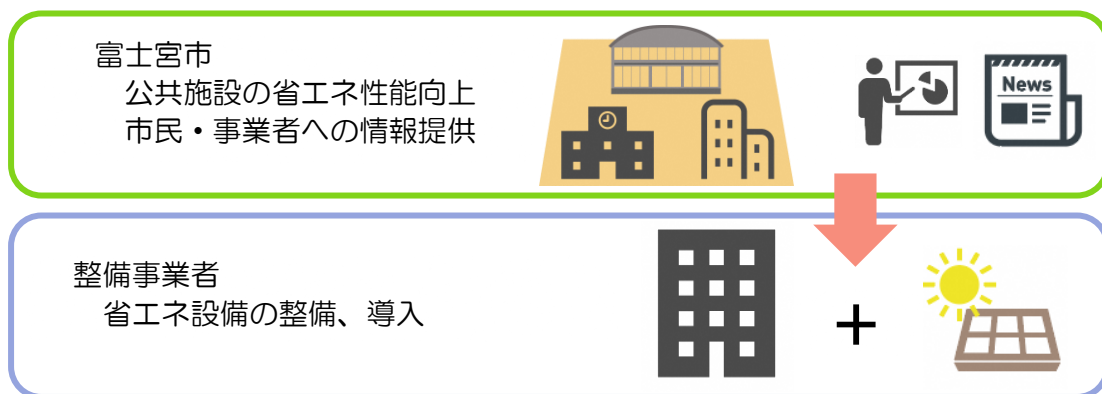 富士宮市
公共施設の省エネ性能向上
市民・事業者への情報提供
News
整備事業者
省エネ設備の整備、導入
+